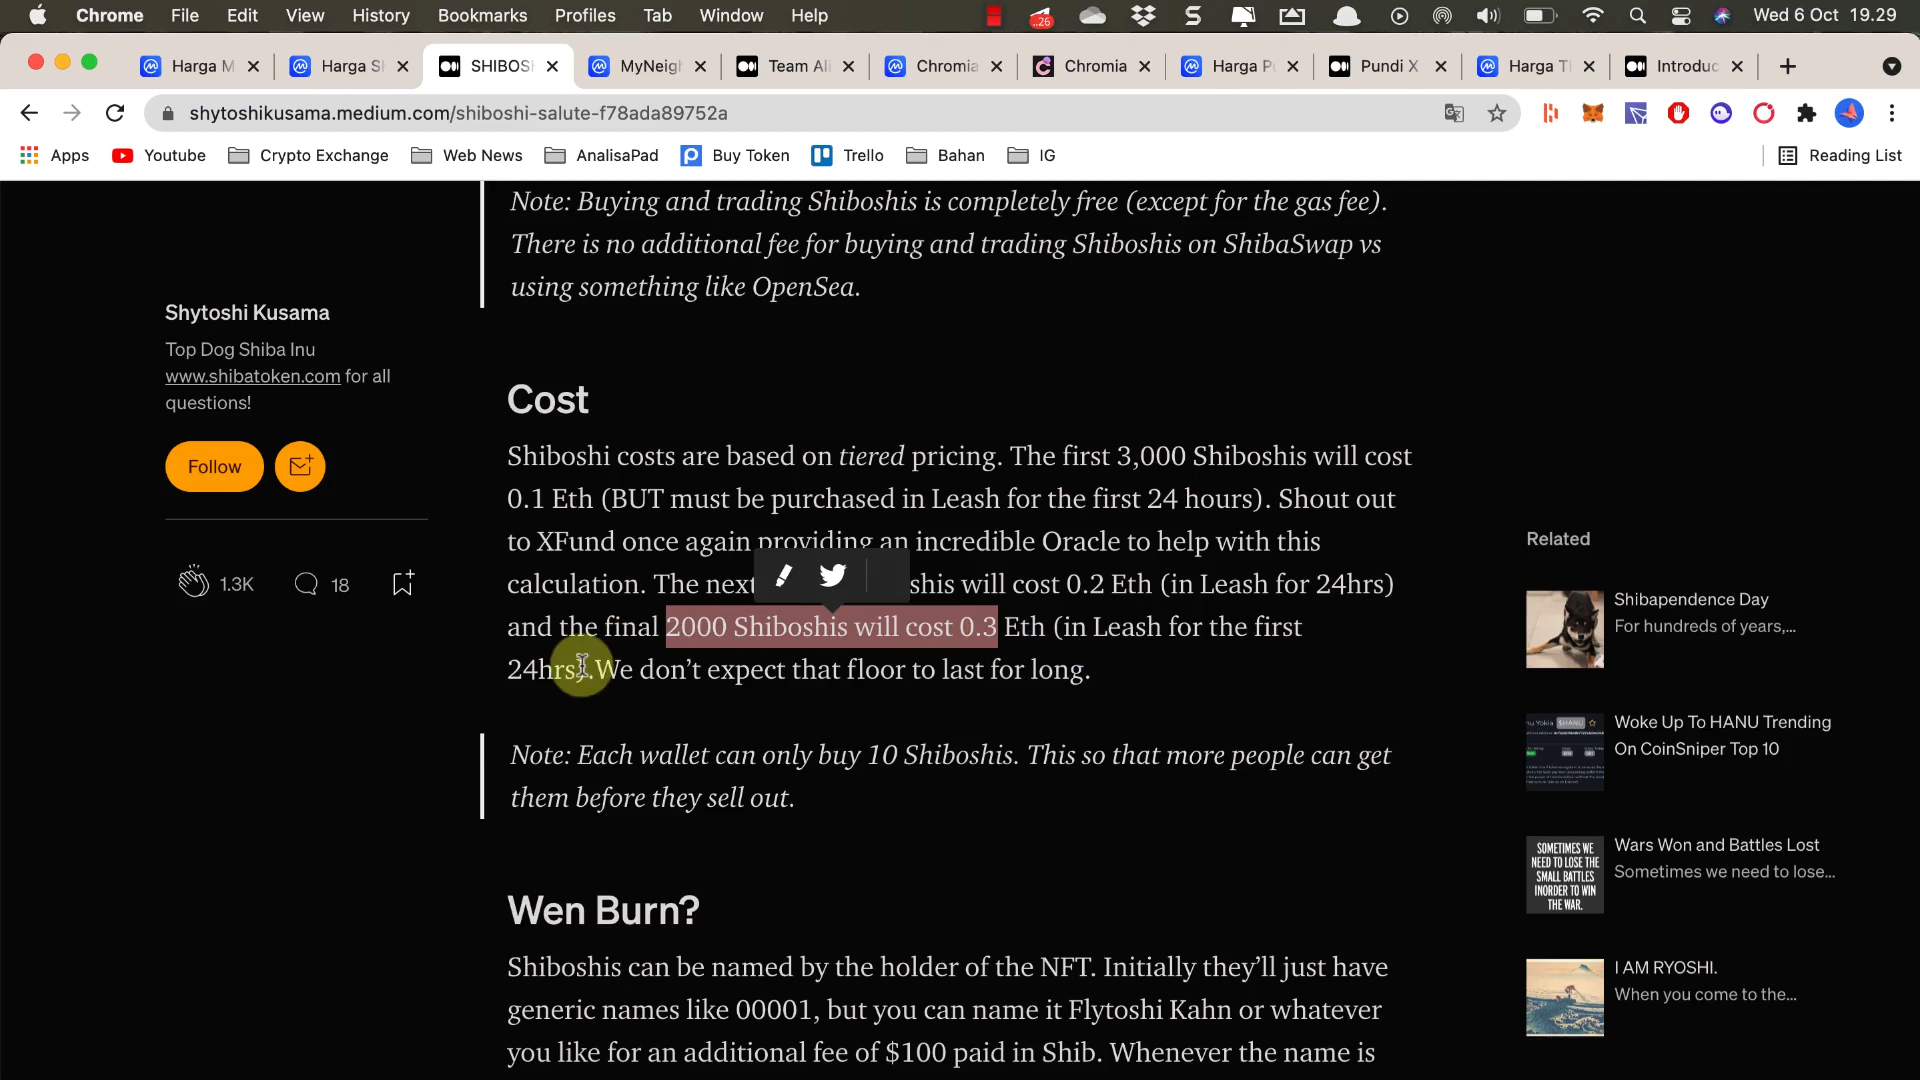 Chrome File Edit View History Bookmarks Profiles Tab Window Help
..26
Wed 6 Oct 19.29
Harga M
Harga S
SHIBOS
MyNeig
Team Al
Chromia
Chromia
Harga P
Pundi X
Harga T
Introduc
shytoshikusama.medium.com/shiboshi-salute-f78ada89752a
Apps Youtube Crypto Exchange Web News AnalisaPad Buy Token Trello Bahan IG Reading List
Note: Buying and trading Shiboshis is completely free (except for the gas fee).
There is no additional fee for buying and trading Shiboshis on ShibaSwap vs
using something like OpenSea.
Shytoshi Kusama
Top Dog Shiba Inu
www.shibatoken.com for all
questions!
Follow
1.3K 18
Cost
Shiboshi costs are based on tiered pricing. The first 3,000 Shiboshis will cost
0.1 Eth (BUT must be purchased in Leash for the first 24 hours). Shout out
to XFund once again providing an incredible Oracle to help with this
calculation. The next shis will cost 0.2 Eth (in Leash for 24hrs)
and the final 2000 Shiboshis will cost 0.3 Eth (in Leash for the first
24hrs).We don’t expect that floor to last for long.
Note: Each wallet can only buy 10 Shiboshis. This so that more people can get
them before they sell out.
Wen Burn?
Shiboshis can be named by the holder of the NFT. Initially they’ll just have
generic names like 00001, but you can name it Flytoshi Kahn or whatever
you like for an additional fee of $100 paid in Shib. Whenever the name is
Related
Shibapendence Day
For hundreds of years,...
Woke Up To HANU Trending
On CoinSniper Top 10
SOMETIMES WE
NEED TO LOSE THE
SMALL BATTLES
INORDER TO WIN
THE WAR.
Wars Won and Battles Lost
Sometimes we need to lose...
I AM RYOSHI.
When you come to the...